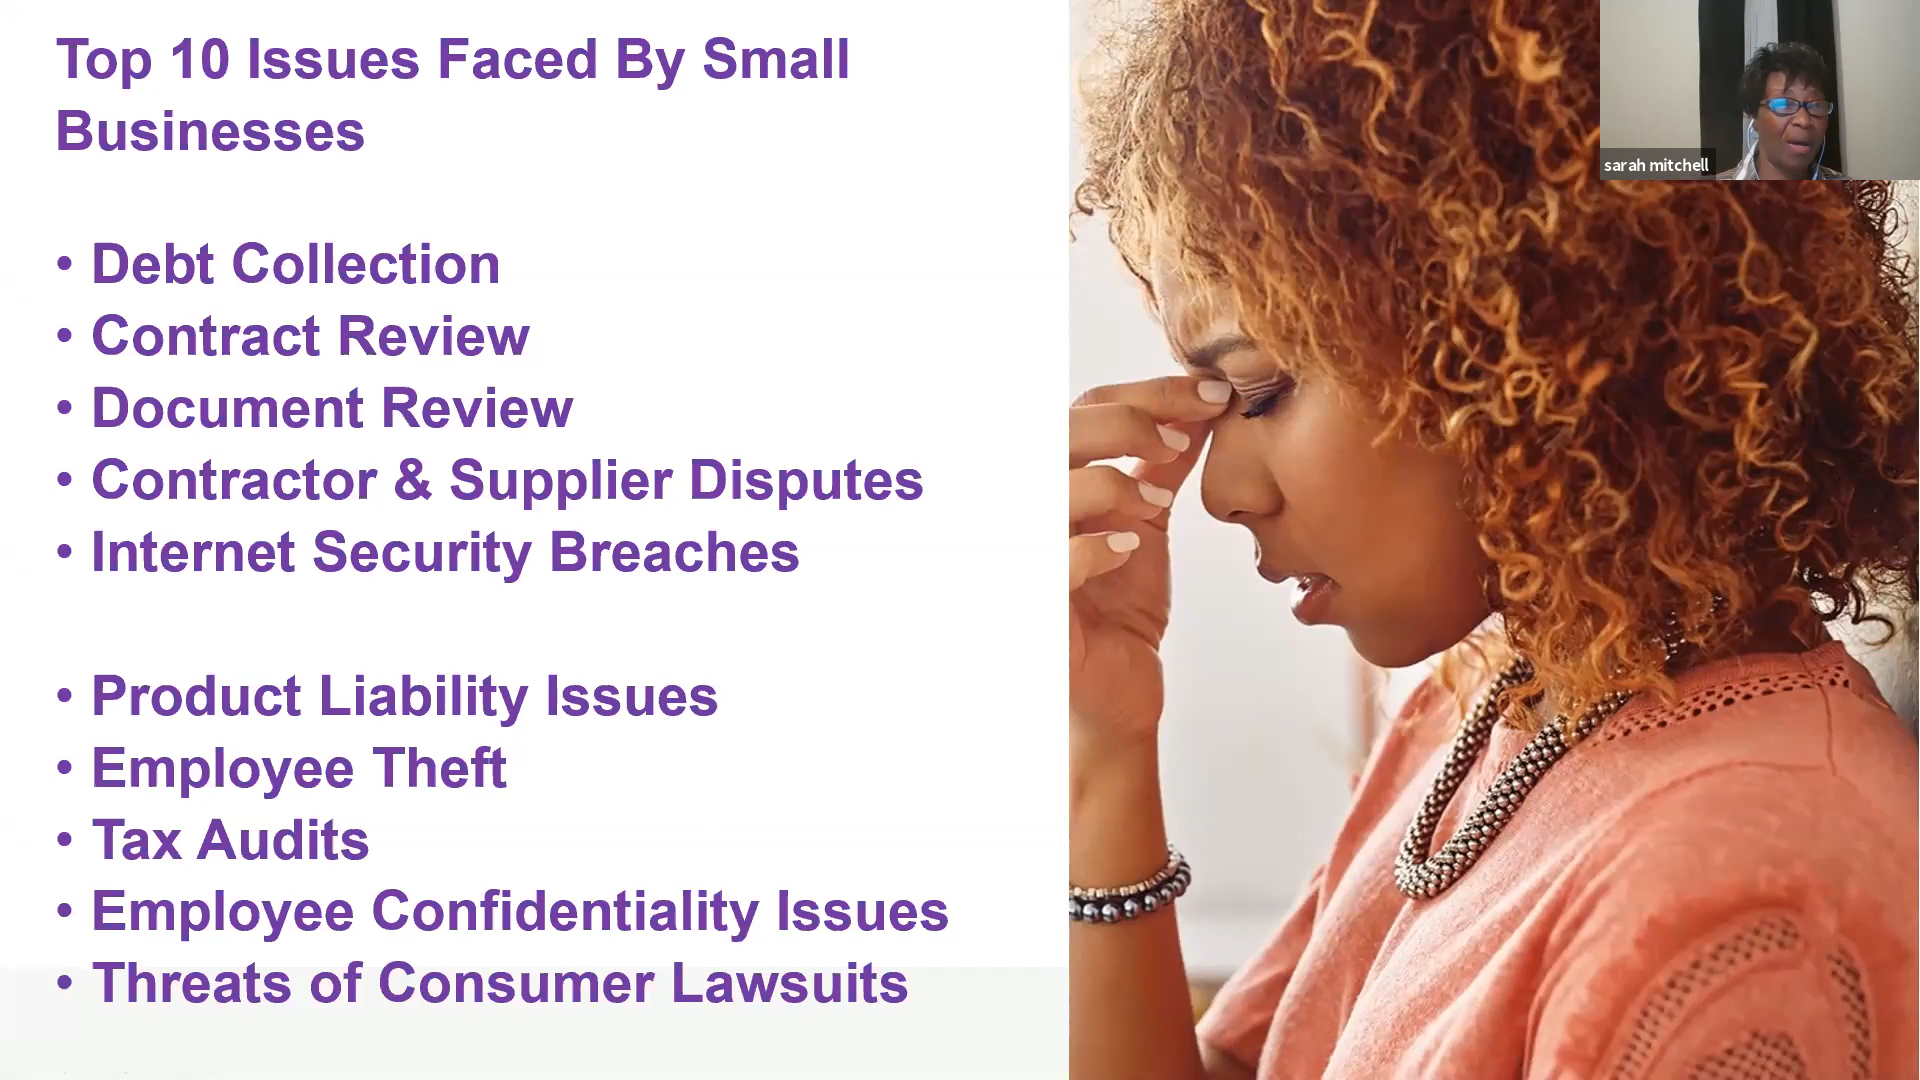 Top 10 Issues Faced By Small
Businesses
• Debt Collection
• Contract Review
• Document Review
• Contractor & Supplier Disputes
• Internet Security Breaches
• Product Liability Issues
• Employee Theft
• Tax Audits
• Employee Confidentiality Issues
• Threats of Consumer Lawsuits
sarah mitchell